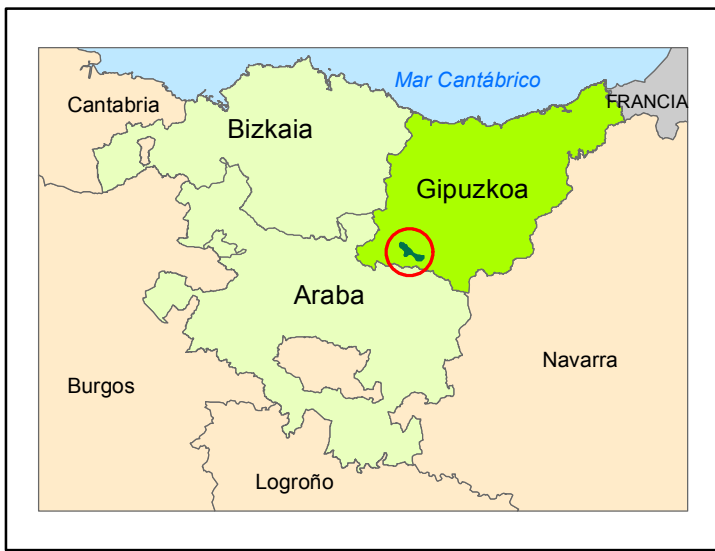 Mar Cantábrico
Cantabria
FRANCIA
Bizkaia
Gipuzkoa
Araba
Navarra
Burgos
Logroño